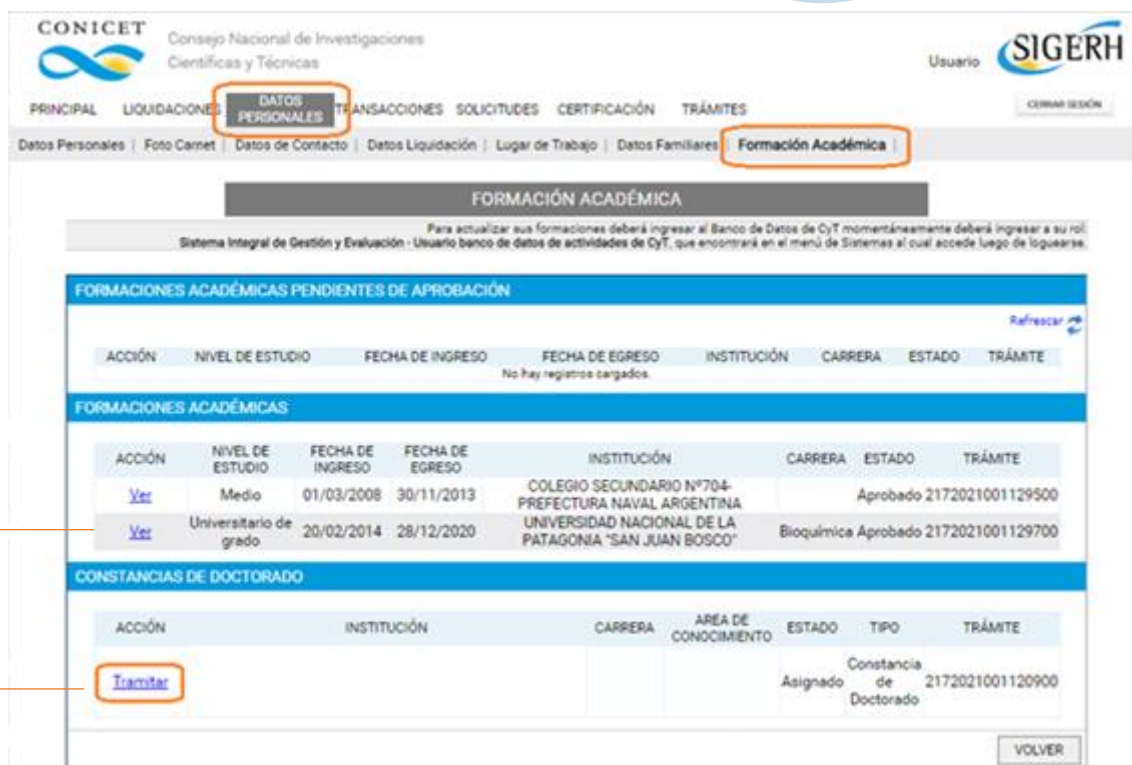 CONICET
Consejo Nacional de Investigaciones
Científicas y Técnicas
Usuario
SIGERH
PRINCIPAL LIQUIDACIONES DATOS PERSONALES TRANSACCIONES SOLICITUDES CERTIFICACIÓN TRÁMITES CERRAR SESIÓN
Datos Personales | Foto Carnet | Datos de Contacto | Datos Liquidación | Lugar de Trabajo | Datos Familiares | Formación Académica |
FORMACIÓN ACADÉMICA
Para actualizar sus formaciones deberá ingresar al Banco de Datos de CyT momentáneamente deberá ingresar a su rol:
Sistema Integral de Gestión y Evaluación - Usuario banco de datos de actividades de CyT, que encontrará en el menú de Sistemas al cual accede luego de loguearse.
FORMACIONES ACADÉMICAS PENDIENTES DE APROBACIÓN
Refrescar
ACCIÓN NIVEL DE ESTUDIO FECHA DE INGRESO FECHA DE EGRESO INSTITUCIÓN CARRERA ESTADO TRÁMITE
No hay registros cargados.
FORMACIONES ACADÉMICAS
ACCIÓN NIVEL DE ESTUDIO FECHA DE INGRESO FECHA DE EGRESO INSTITUCIÓN CARRERA ESTADO TRÁMITE
Ver Medio 01/03/2008 30/11/2013 COLEGIO SECUNDARIO Nº704- PREFECTURA NAVAL ARGENTINA Aprobado 2172021001129500
Ver Universitario de grado 20/02/2014 28/12/2020 UNIVERSIDAD NACIONAL DE LA PATAGONIA "SAN JUAN BOSCO" Bioquímica Aprobado 2172021001129700
CONSTANCIAS DE DOCTORADO
ACCIÓN INSTITUCIÓN CARRERA AREA DE CONOCIMIENTO ESTADO TIPO TRÁMITE
Tramitar Asignado Constancia de Doctorado 2172021001120900
VOLVER